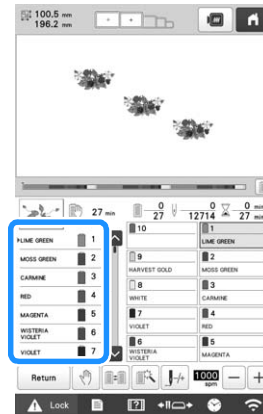 100.5 mm
196.2 mm
27 min
0
27
0
12714
0 min
27 min
LIME GREEN 1
MOSS GREEN 2
CARMINE 3
RED 4
MAGENTA 5
WISTERIA VIOLET 6
VIOLET 7
10
1
LIME GREEN
9
HARVEST GOLD
2
MOSS GREEN
8
WHITE
3
CARMINE
7
VIOLET
4
RED
6
WISTERIA VIOLET
5
MAGENTA
Return
1000 spm
− +
Lock